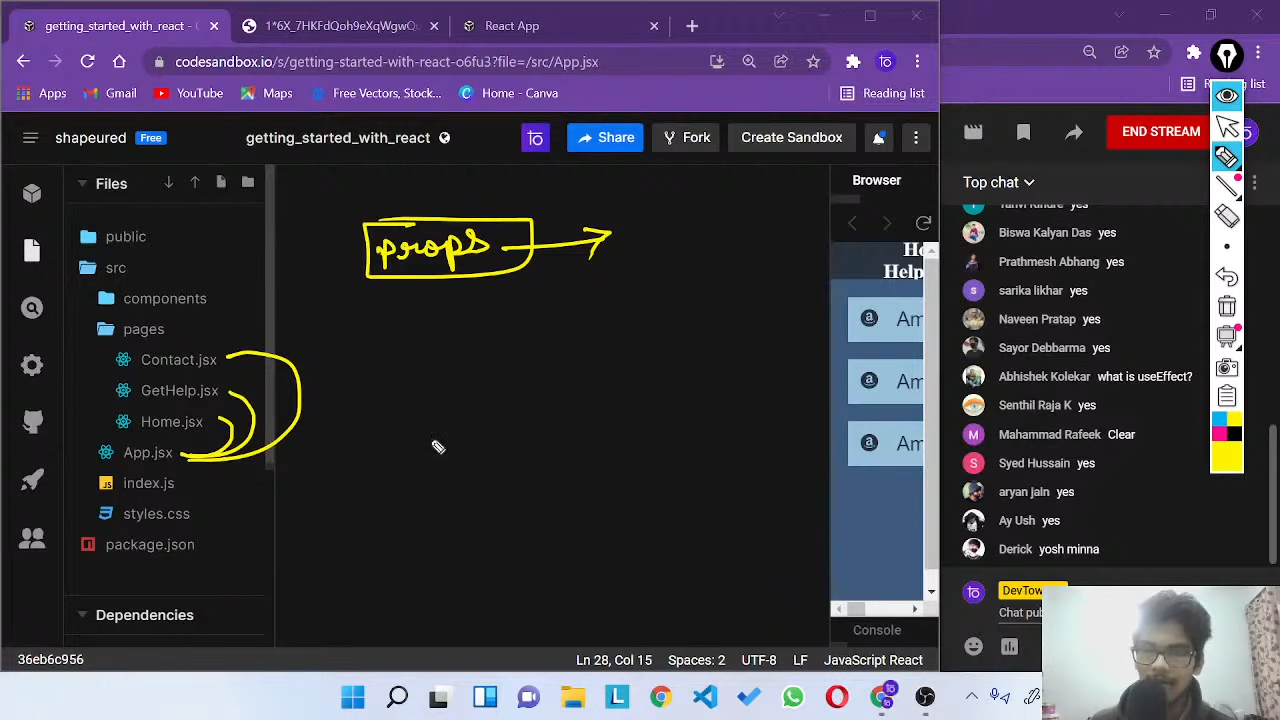 getting_started_with_react -
1*6X_7HKFdQoh9eXqWgwQu
React App
codesandbox.io/s/getting-started-with-react-o6fu3?file=/src/App.jsx
Apps
Gmail
YouTube
Maps
Free Vectors, Stock...
Home - Canva
Reading list
shapeured Free
getting_started_with_react
Share
Fork
Create Sandbox
END STREAM
Files
public
src
components
pages
Contact.jsx
GetHelp.jsx
Home.jsx
App.jsx
index.js
styles.css
package.json
Dependencies
props
Browser
Help
Am
Am
Am
Console
Top chat
Biswa Kalyan Das yes
Prathmesh Abhang yes
sarika likhar yes
Naveen Pratap yes
Sayor Debbarma yes
Abhishek Kolekar what is useEffect?
Senthil Raja K yes
Mahammad Rafeek Clear
Syed Hussain yes
aryan jain yes
Ay Ush yes
Derick yosh minna
36eb6c956
Ln 28, Col 15
Spaces: 2
UTF-8
LF
JavaScript React